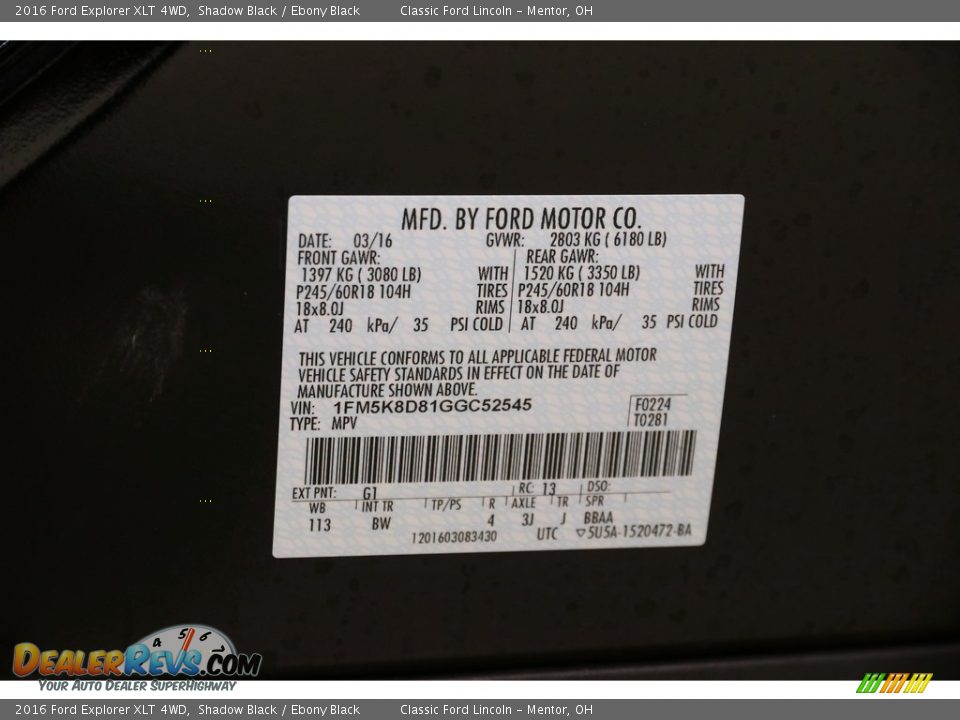 2016 Ford Explorer XLT 4WD, Shadow Black / Ebony Black Classic Ford Lincoln - Mentor, OH
MFD. BY FORD MOTOR CO.
DATE: 03/16 GVWR: 2803 KG ( 6180 LB)
FRONT GAWR: REAR GAWR:
1397 KG ( 3080 LB) WITH 1520 KG ( 3350 LB) WITH
P245/60R18 104H TIRES P245/60R18 104H TIRES
18x8.0J RIMS 18x8.0J RIMS
AT 240 kPa/ 35 PSI COLD AT 240 kPa/ 35 PSI COLD
THIS VEHICLE CONFORMS TO ALL APPLICABLE FEDERAL MOTOR
VEHICLE SAFETY STANDARDS IN EFFECT ON THE DATE OF
MANUFACTURE SHOWN ABOVE.
VIN: 1FM5K8D81GGC52545 F0224
TYPE: MPV T0281
EXT PNT: G1 RC: 13 DSO:
WB INT TR TP/PS R AXLE TR SPR
113 BW 4 3J J BBAA
1201603083430 UTC ▽5U5A-1520472-BA
4 5 6
DEALERREVS.COM
YOUR AUTO DEALER SUPERHIGHWAY
2016 Ford Explorer XLT 4WD, Shadow Black / Ebony Black Classic Ford Lincoln - Mentor, OH